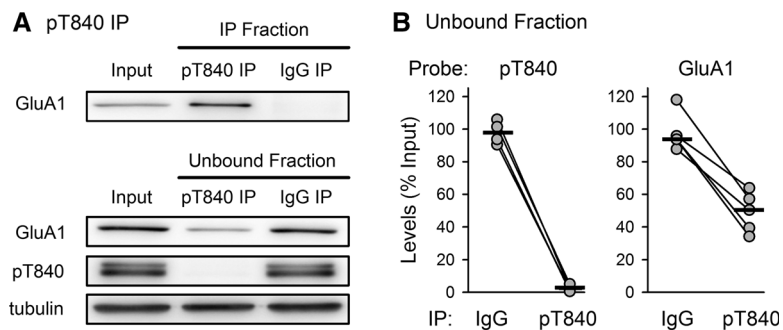 A pT840 IP
IP Fraction
Input pT840 IP IgG IP
GluA1
Unbound Fraction
Input pT840 IP IgG IP
GluA1
pT840
tubulin
B Unbound Fraction
Probe: pT840 GluA1
Levels (% Input)
120 120
100 100
80 80
60 60
40 40
20 20
0 0
IP: IgG pT840 IgG pT840